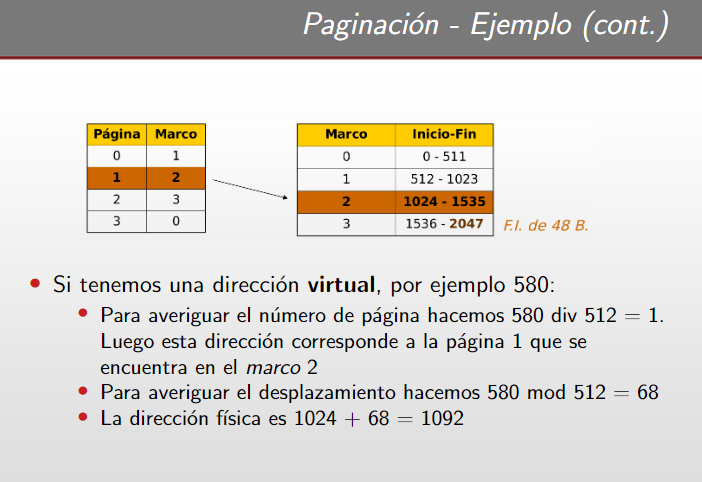 Paginación - Ejemplo (cont.)
Página Marco
0 1
1 2
2 3
3 0
Marco Inicio-Fin
0 0 - 511
1 512 - 1023
2 1024 - 1535
3 1536 - 2047
F.I. de 48 B.
• Si tenemos una dirección virtual, por ejemplo 580:
• Para averiguar el número de página hacemos 580 div 512 = 1.
Luego esta dirección corresponde a la página 1 que se
encuentra en el marco 2
• Para averiguar el desplazamiento hacemos 580 mod 512 = 68
• La dirección física es 1024 + 68 = 1092